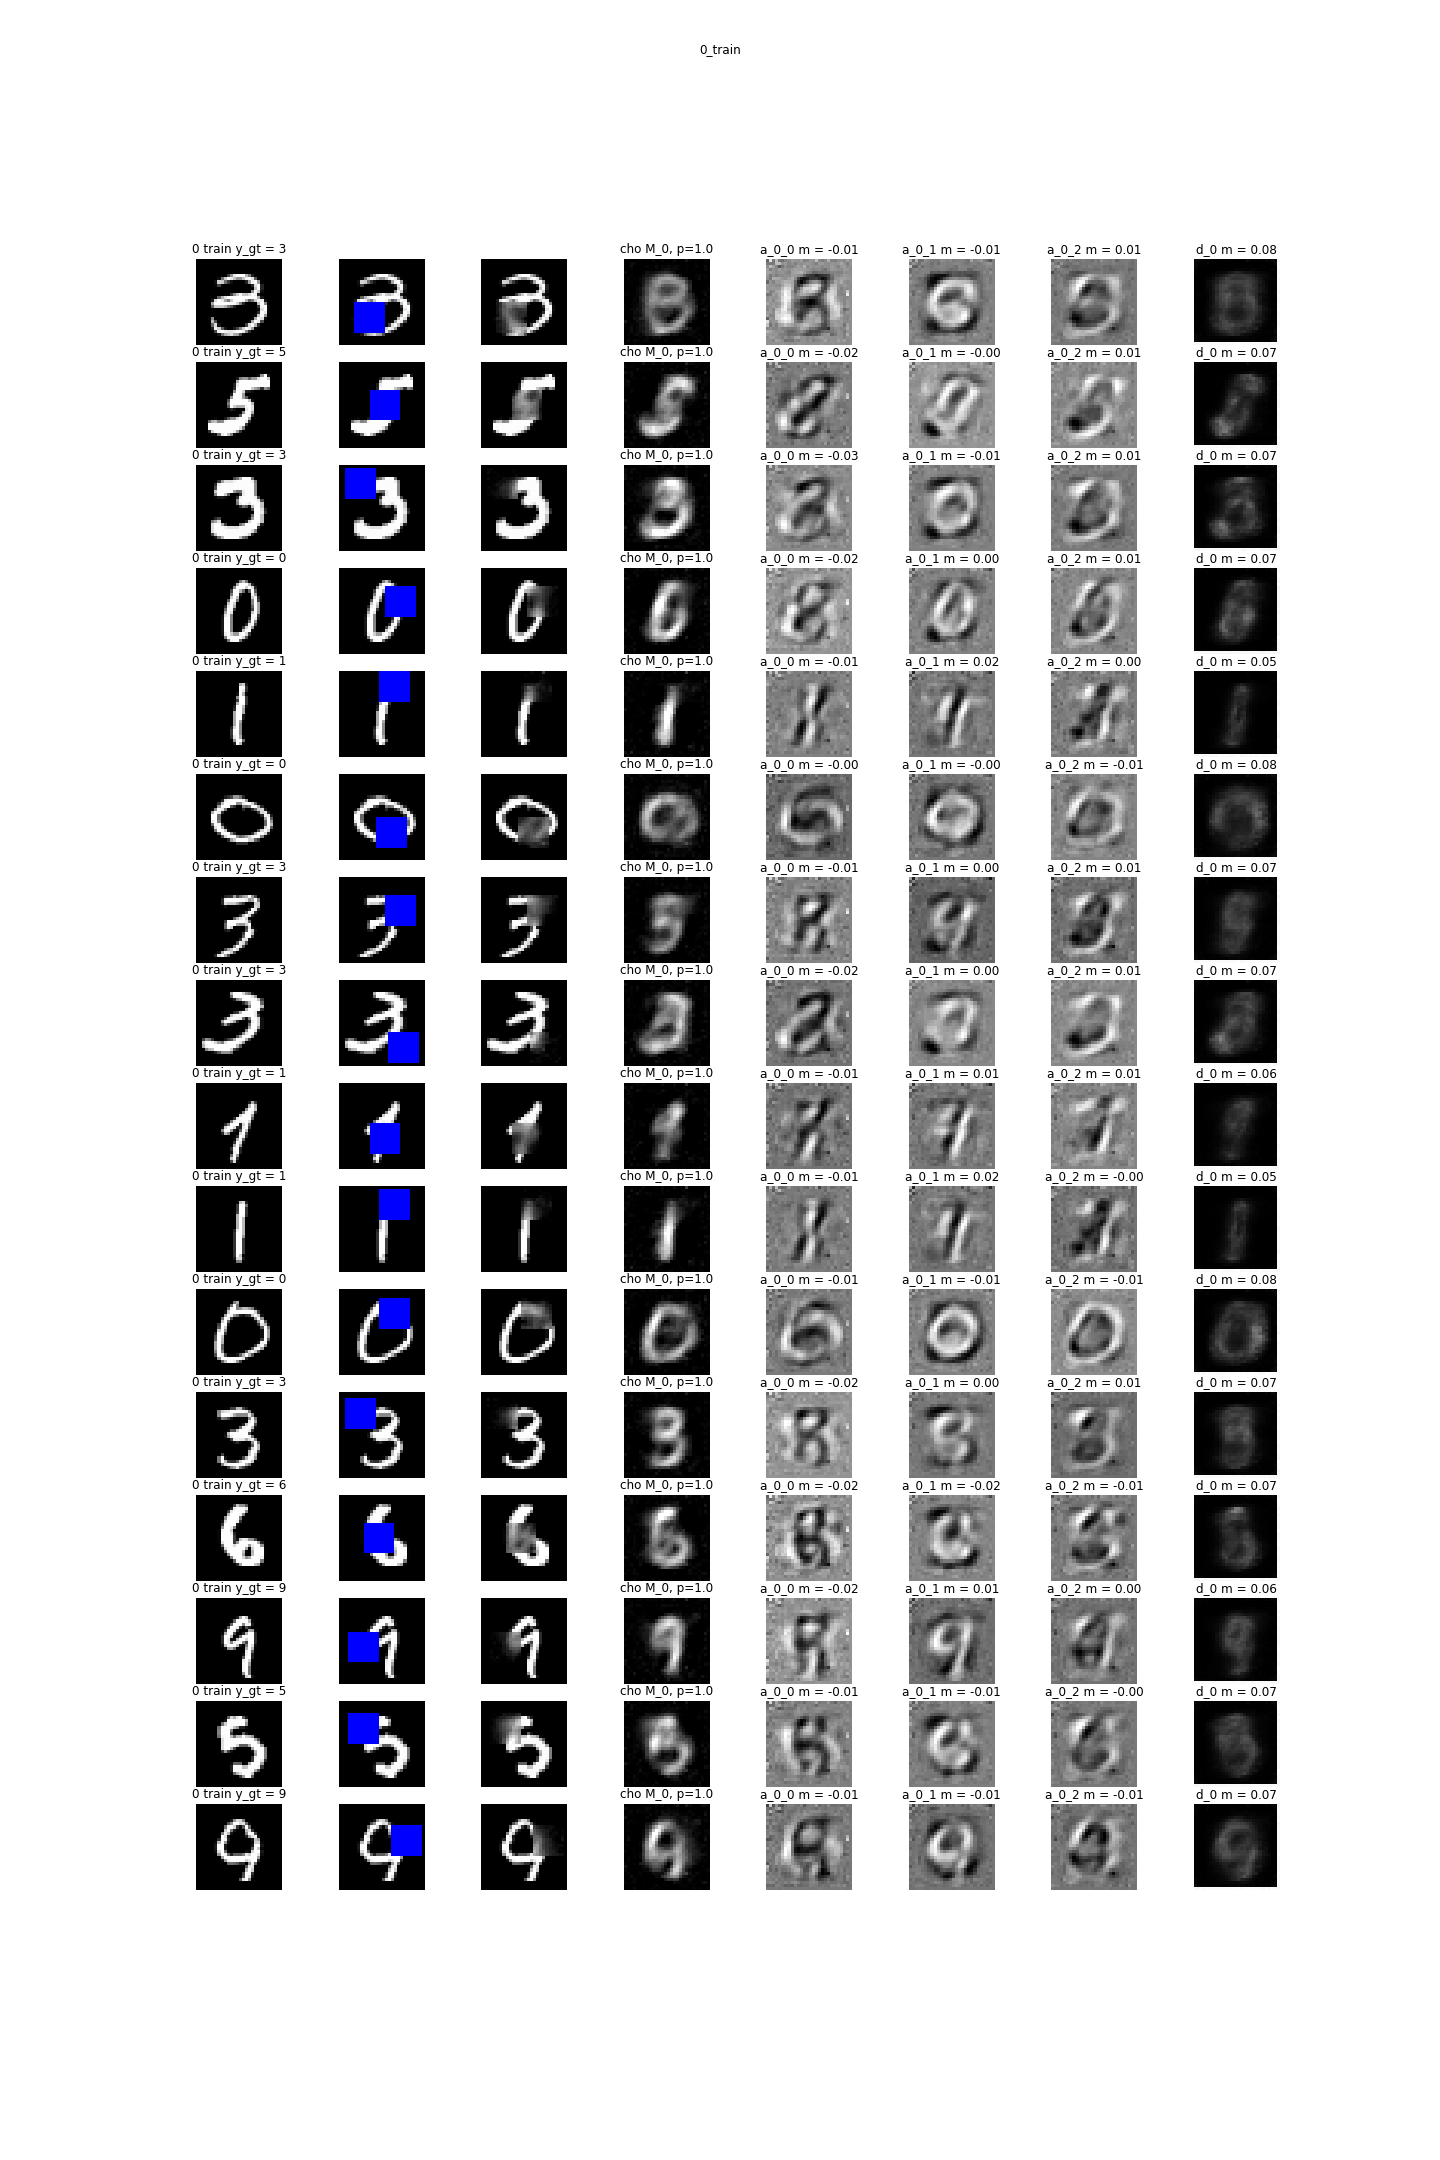 0_train
0 train y_gt = 3 cho M_0, p=1.0 a_0_0 m = -0.01 a_0_1 m = -0.01 a_0_2 m = 0.01 d_0 m = 0.08
0 train y_gt = 5 cho M_0, p=1.0 a_0_0 m = -0.02 a_0_1 m = -0.00 a_0_2 m = 0.01 d_0 m = 0.07
0 train y_gt = 3 cho M_0, p=1.0 a_0_0 m = -0.03 a_0_1 m = -0.01 a_0_2 m = 0.01 d_0 m = 0.07
0 train y_gt = 0 cho M_0, p=1.0 a_0_0 m = -0.02 a_0_1 m = 0.00 a_0_2 m = 0.01 d_0 m = 0.07
0 train y_gt = 1 cho M_0, p=1.0 a_0_0 m = -0.01 a_0_1 m = 0.02 a_0_2 m = 0.00 d_0 m = 0.05
0 train y_gt = 0 cho M_0, p=1.0 a_0_0 m = -0.00 a_0_1 m = -0.00 a_0_2 m = -0.01 d_0 m = 0.08
0 train y_gt = 3 cho M_0, p=1.0 a_0_0 m = -0.01 a_0_1 m = 0.00 a_0_2 m = 0.01 d_0 m = 0.07
0 train y_gt = 3 cho M_0, p=1.0 a_0_0 m = -0.02 a_0_1 m = 0.00 a_0_2 m = 0.01 d_0 m = 0.07
0 train y_gt = 1 cho M_0, p=1.0 a_0_0 m = -0.01 a_0_1 m = 0.01 a_0_2 m = 0.01 d_0 m = 0.06
0 train y_gt = 1 cho M_0, p=1.0 a_0_0 m = -0.01 a_0_1 m = 0.02 a_0_2 m = -0.00 d_0 m = 0.05
0 train y_gt = 0 cho M_0, p=1.0 a_0_0 m = -0.01 a_0_1 m = -0.01 a_0_2 m = -0.01 d_0 m = 0.08
0 train y_gt = 3 cho M_0, p=1.0 a_0_0 m = -0.02 a_0_1 m = 0.00 a_0_2 m = 0.01 d_0 m = 0.07
0 train y_gt = 6 cho M_0, p=1.0 a_0_0 m = -0.02 a_0_1 m = -0.02 a_0_2 m = -0.01 d_0 m = 0.07
0 train y_gt = 9 cho M_0, p=1.0 a_0_0 m = -0.02 a_0_1 m = 0.01 a_0_2 m = 0.00 d_0 m = 0.06
0 train y_gt = 5 cho M_0, p=1.0 a_0_0 m = -0.01 a_0_1 m = -0.01 a_0_2 m = -0.00 d_0 m = 0.07
0 train y_gt = 9 cho M_0, p=1.0 a_0_0 m = -0.01 a_0_1 m = -0.01 a_0_2 m = -0.01 d_0 m = 0.07